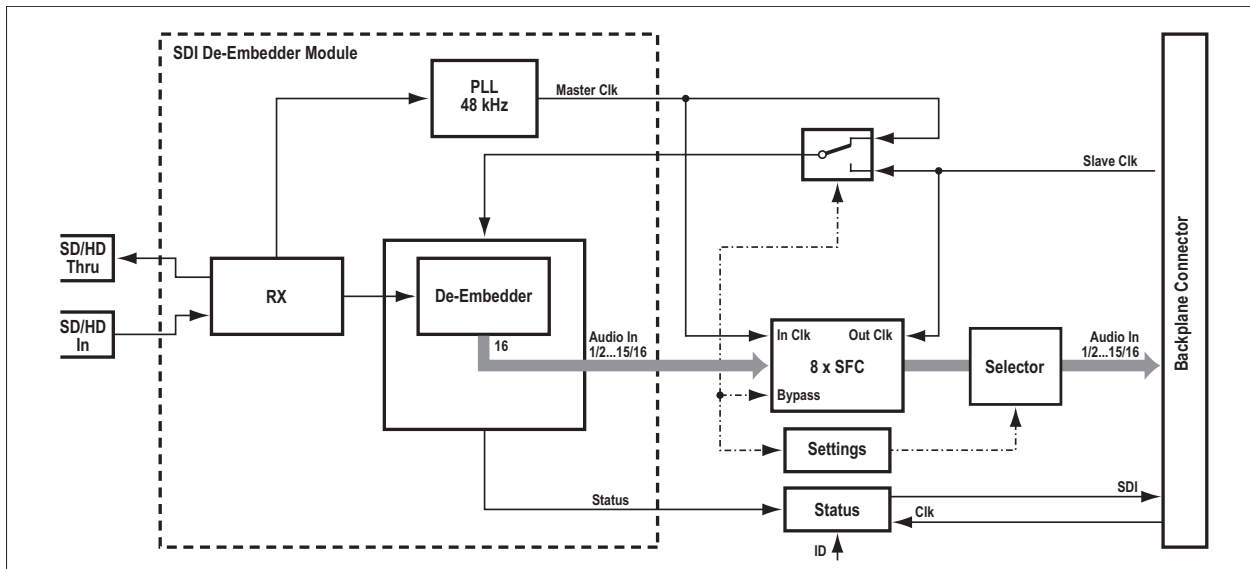 SDI De-Embedder Module
PLL
48 kHz
Master Clk
Slave Clk
SD/HD
Thru
SD/HD
In
RX
De-Embedder
16
Audio In
1/2...15/16
In Clk
Out Clk
8 x SFC
Bypass
Selector
Audio In
1/2...15/16
Settings
Status
Status
SDI
Clk
ID
Backplane Connector